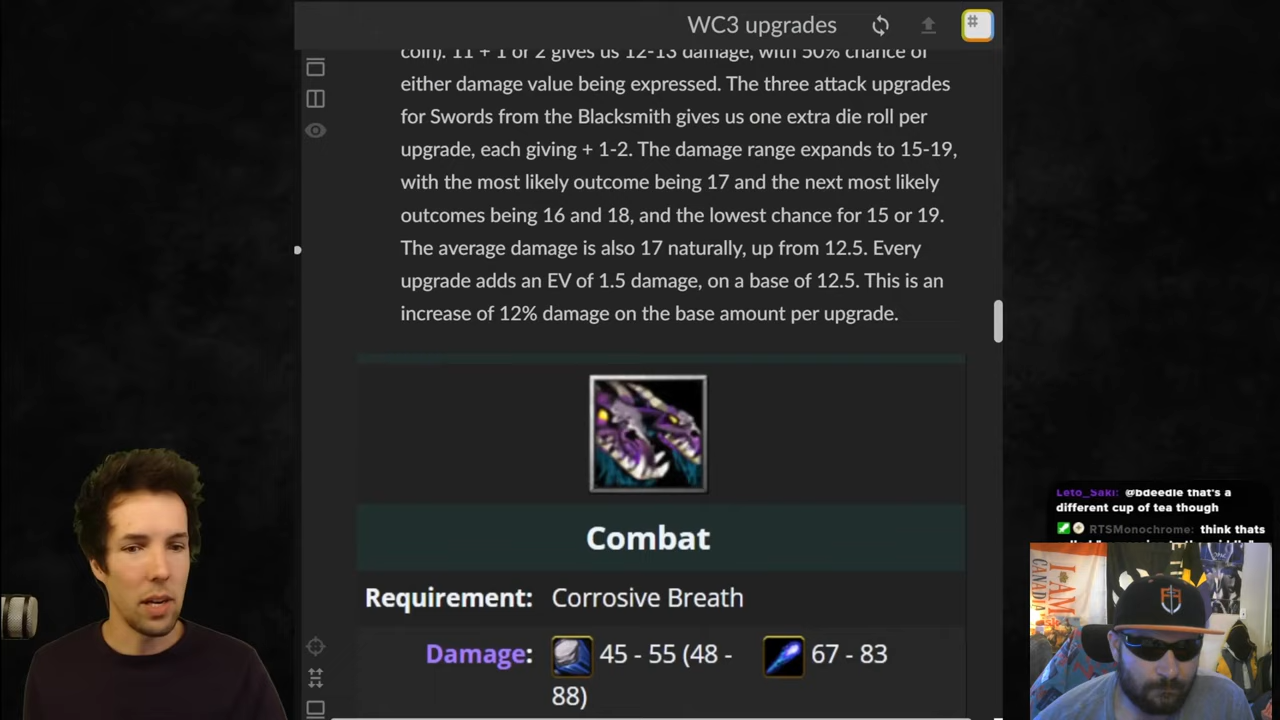 WC3 upgrades
#
coin). 11 + 1 or 2 gives us 12-13 damage, with 50% chance of
either damage value being expressed. The three attack upgrades
for Swords from the Blacksmith gives us one extra die roll per
upgrade, each giving + 1-2. The damage range expands to 15-19,
with the most likely outcome being 17 and the next most likely
outcomes being 16 and 18, and the lowest chance for 15 or 19.
The average damage is also 17 naturally, up from 12.5. Every
upgrade adds an EV of 1.5 damage, on a base of 12.5. This is an
increase of 12% damage on the base amount per upgrade.
Combat
Requirement: Corrosive Breath
Damage: 45 - 55 (48 - 67 - 83
88)
Leto_Saki: @bdeedle that's a
different cup of tea though
RTSMonochrome: think thats
I AM
CANADIAN